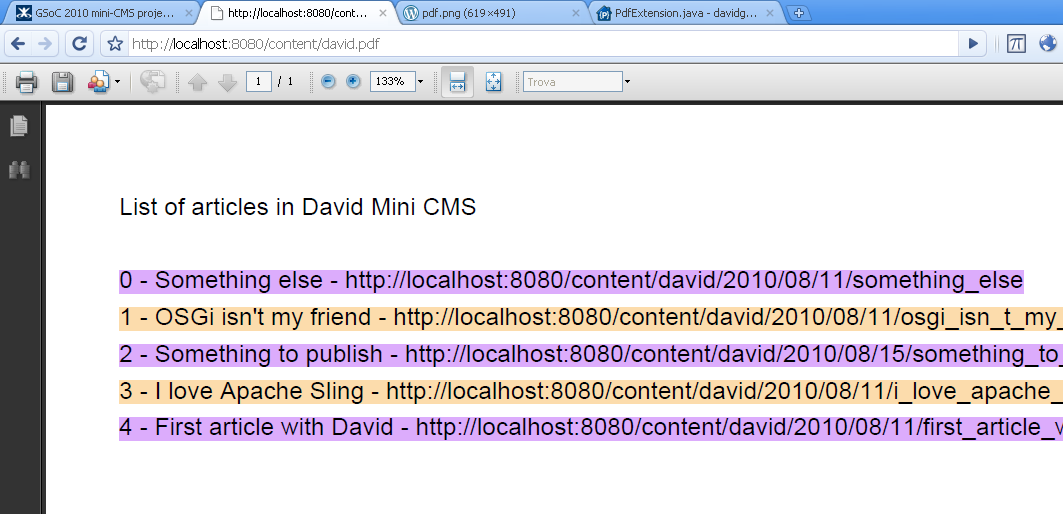 GSoC 2010 mini-CMS proje...
http://localhost:8080/cont...
pdf.png (619×491)
PdfExtension.java - davidg...
http://localhost:8080/content/david.pdf
1 / 1
133%
Trova
List of articles in David Mini CMS
0 - Something else - http://localhost:8080/content/david/2010/08/11/something_else
1 - OSGi isn't my friend - http://localhost:8080/content/david/2010/08/11/osgi_isn_t_my_
2 - Something to publish - http://localhost:8080/content/david/2010/08/15/something_to_
3 - I love Apache Sling - http://localhost:8080/content/david/2010/08/11/i_love_apache_
4 - First article with David - http://localhost:8080/content/david/2010/08/11/first_article_